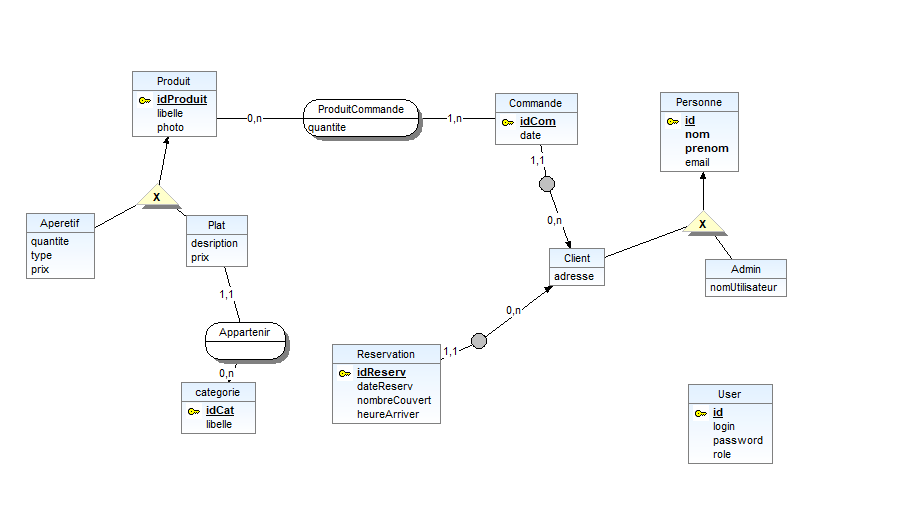 Produit
idProduit
libelle
photo
0,n
ProduitCommande
quantite
1,n
Commande
idCom
date
Personne
id
nom
prenom
email
1,1
0,n
X
X
Aperetif
quantite
type
prix
Plat
desription
prix
Client
adresse
Admin
nomUtilisateur
1,1
Appartenir
0,n
categorie
idCat
libelle
0,n
1,1
Reservation
idReserv
dateReserv
nombreCouvert
heureArriver
User
id
login
password
role